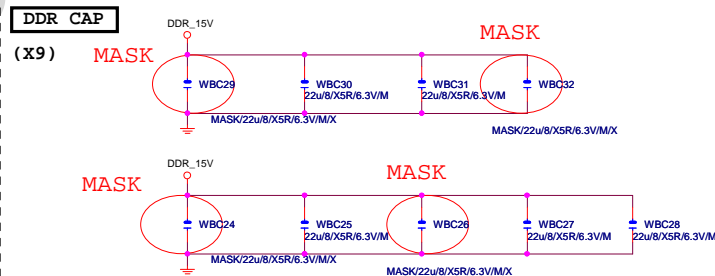 DDR CAP
(X9)
DDR_15V
MASK
MASK
WBC29
WBC30
22u/8/X5R/6.3V/M
WBC31
22u/8/X5R/6.3V/M
WBC32
MASK/22u/8/X5R/6.3V/M/X
MASK/22u/8/X5R/6.3V/M/X
DDR_15V
MASK
MASK
WBC24
WBC25
22u/8/X5R/6.3V/M
WBC26
WBC27
22u/8/X5R/6.3V/M
WBC28
22u/8/X5R/6.3V/M
MASK/22u/8/X5R/6.3V/M/X
MASK/22u/8/X5R/6.3V/M/X